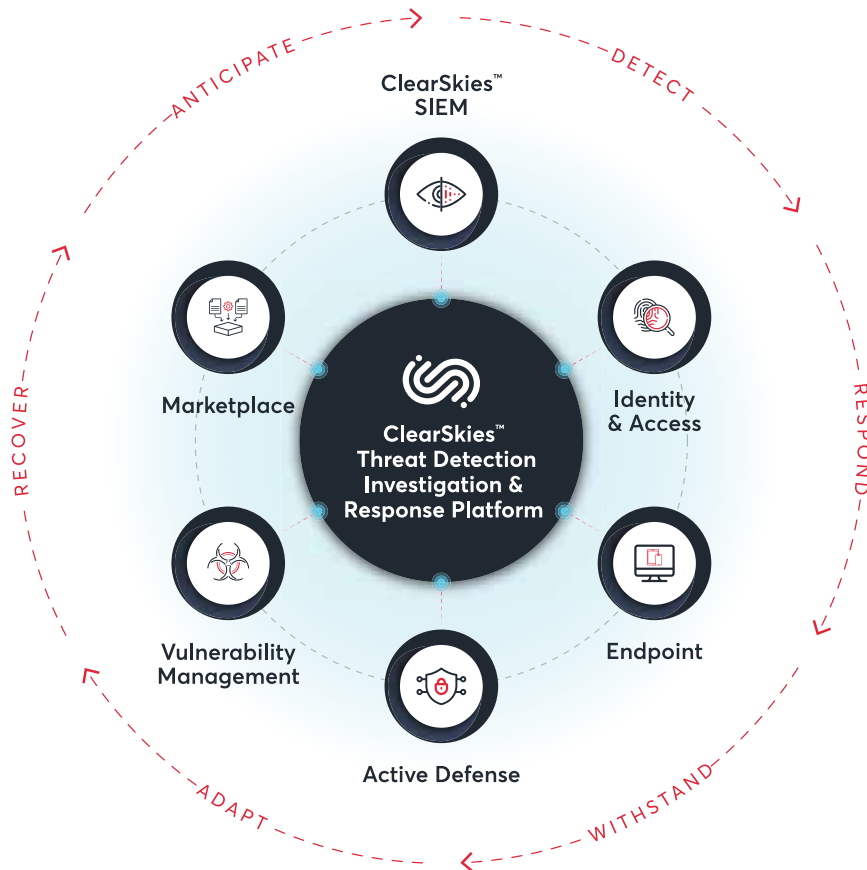 ANTICIPATE
DETECT
RESPOND
WITHSTAND
ADAPT
RECOVER
ClearSkies™
SIEM
Identity
& Access
Endpoint
Active Defense
Vulnerability
Management
Marketplace
ClearSkies™
Threat Detection
Investigation &
Response Platform